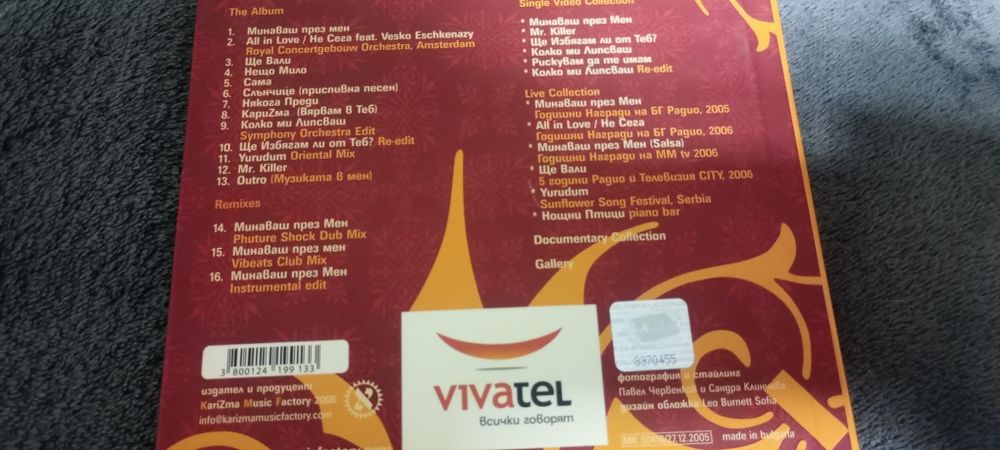 The Album
1. Минаваш през мен
2. All in Love / Не Сега feat. Vesko Eschkenazy
Royal Concertgebouw Orchestra, Amsterdam
3. Ще Вали
4. Нещо Мило
5. Сама
6. Слънчице (приспивна песен)
7. Някога Преди
8. КариZма (Вярвам в Теб)
9. Колко ми Липсваш
Symphony Orchestra Edit
10. Ще Избягам ли от Теб? Re-edit
11. Yurudum Oriental Mix
12. Mr. Killer
13. Outro (Музиката в мен)
Remixes
14. Минаваш през Мен
Phuture Shock Dub Mix
15. Минаваш през мен
Vibeats Club Mix
16. Минаваш през Мен
Instrumental edit
Single Video Collection
* Минаваш през Мен
* Mr. Killer
* Ще Избягам ли от Теб?
* Колко ми Липсваш
* Рискувам да те имам
* Колко ми Липсваш Re-edit
Live Collection
* Минаваш през Мен
Годишни Награди на БГ Радио, 2005
* All in Love / Не Сега
Годишни Награди на БГ Радио, 2006
* Минаваш през Мен (Salsa)
Годишни Награди на MM tv 2006
* Ще Вали
5 години Радио и Телевизия CITY, 2006
* Yurudum
Sunflower Song Festival, Serbia
* Нощни Птици piano bar
Documentary Collection
Gallery
3 800124 199133
издател и продуцент
KariZma Music Factory 2006
info@karizmamusicfactory.com
vivatel
всички говорят
8370455
фотография и стайлинг
Павел Червенков и Сандра Клинчева
дизайн обложка Leo Burnett Sofia
made in bulgaria